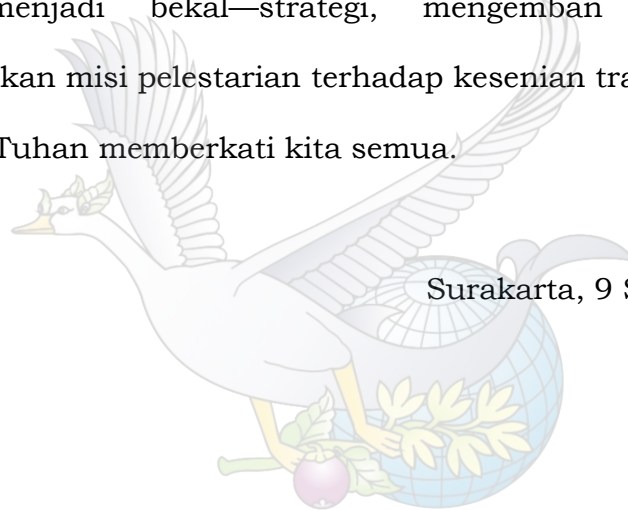 menjadi bekal—strategi, mengemban
kan misi pelestarian terhadap kesenian tra
Tuhan memberkati kita semua.
Surakarta, 9 S